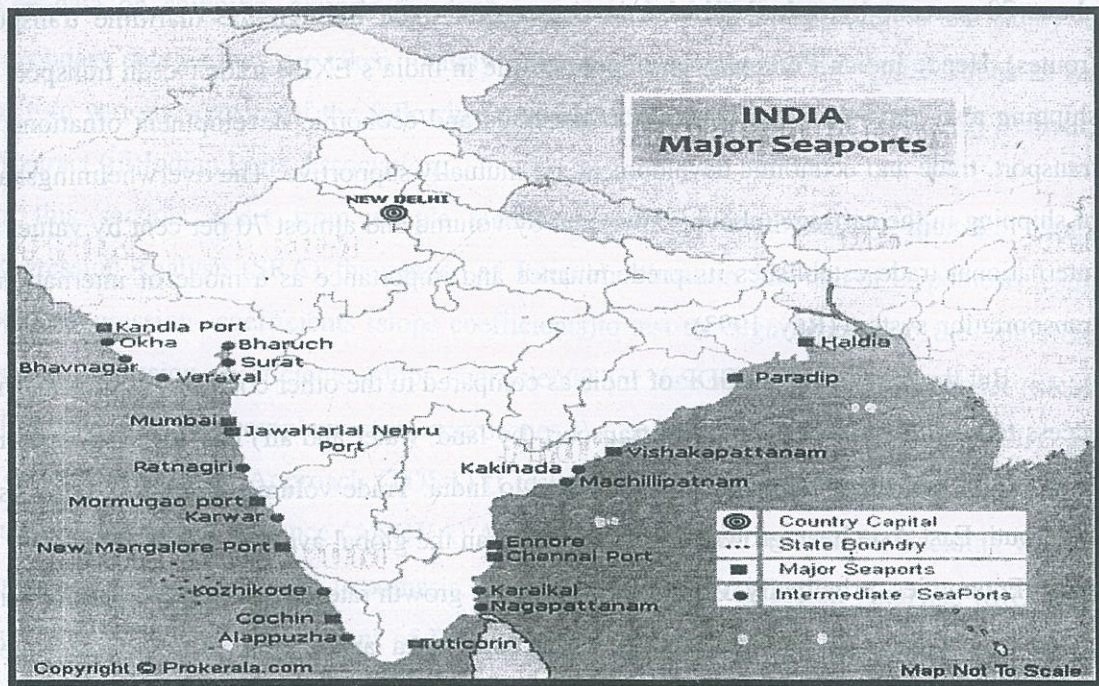 INDIA
Major Seaports
NEW DELHI
Kandla Port
Okha
Bharuch
Bhavnagar
Surat
Veraval
Haldia
Paradip
Mumbai
Jawaharlal Nehru
Port
Vishakapattanam
Ratnagiri
Kakinada
Machillipatnam
Mormugao port
Karwar
Country Capital
State Boundry
Major Seaports
Intermediate SeaPorts
New Mangalore Port
Ennore
Chennai Port
Kozhikode
Karaikal
Nagapattanam
Cochin
Alappuzha
Tuticorin
Copyright © Prokerala.com
Map Not To Scale